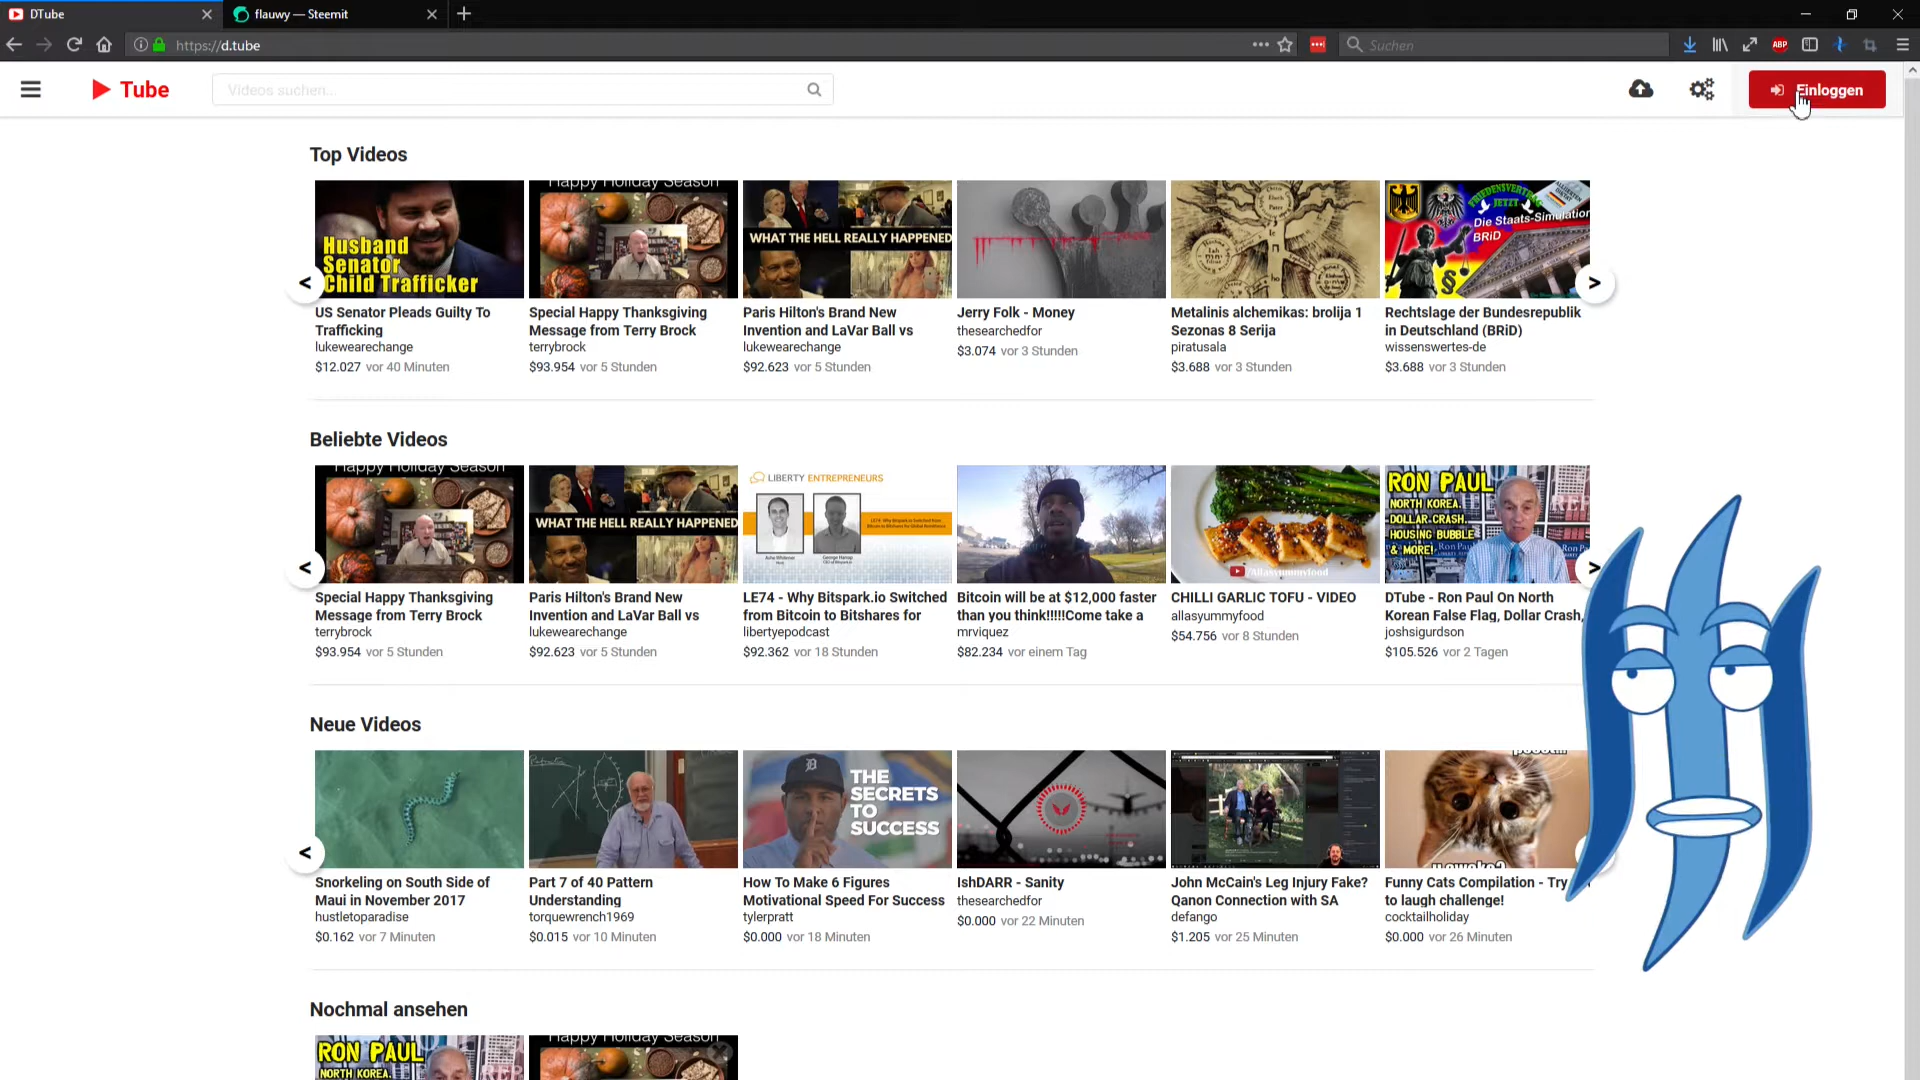 DTube
flauwy — Steemit
https://d.tube
Suchen
ABP
Tube
Videos suchen...
Einloggen
Top Videos
Husband
Senator
Child Trafficker
Happy Holiday Season
WHAT THE HELL REALLY HAPPENED
FRIEDENSVERTRAG
JETZT
Die Staats-Simulation
BRiD
<
>
US Senator Pleads Guilty To
Trafficking
lukewearechange
$12.027 vor 40 Minuten
Special Happy Thanksgiving
Message from Terry Brock
terrybrock
$93.954 vor 5 Stunden
Paris Hilton's Brand New
Invention and LaVar Ball vs
lukewearechange
$92.623 vor 5 Stunden
Jerry Folk - Money
thesearchedfor
$3.074 vor 3 Stunden
Metalinis alchemikas: brolija 1
Sezonas 8 Serija
piratusala
$3.688 vor 3 Stunden
Rechtslage der Bundesrepublik
in Deutschland (BRiD)
wissenswertes-de
$3.688 vor 3 Stunden
Beliebte Videos
Happy Holiday Season
WHAT THE HELL REALLY HAPPENED
LIBERTY ENTREPRENEURS
/Allasyummyfood
RON PAUL
NORTH KOREA.
DOLLAR CRASH.
HOUSING BUBBLE
& MORE!
<
>
Special Happy Thanksgiving
Message from Terry Brock
terrybrock
$93.954 vor 5 Stunden
Paris Hilton's Brand New
Invention and LaVar Ball vs
lukewearechange
$92.623 vor 5 Stunden
LE74 - Why Bitspark.io Switched
from Bitcoin to Bitshares for
libertyepodcast
$92.362 vor 18 Stunden
Bitcoin will be at $12,000 faster
than you think!!!!!Come take a
mrviquez
$82.234 vor einem Tag
CHILLI GARLIC TOFU - VIDEO
allasyummyfood
$54.756 vor 8 Stunden
DTube - Ron Paul On North
Korean False Flag, Dollar Crash,
joshsigurdson
$105.526 vor 2 Tagen
Neue Videos
THE
SECRETS
TO
SUCCESS
<
Snorkeling on South Side of
Maui in November 2017
hustletoparadise
$0.162 vor 7 Minuten
Part 7 of 40 Pattern
Understanding
torquewrench1969
$0.015 vor 10 Minuten
How To Make 6 Figures
Motivational Speed For Success
tylerpratt
$0.000 vor 18 Minuten
IshDARR - Sanity
thesearchedfor
$0.000 vor 22 Minuten
John McCain's Leg Injury Fake?
Qanon Connection with SA
defango
$1.205 vor 25 Minuten
Funny Cats Compilation - Try
to laugh challenge!
cocktailholiday
$0.000 vor 26 Minuten
Nochmal ansehen
RON PAUL
NORTH KOREA.
Happy Holiday Season